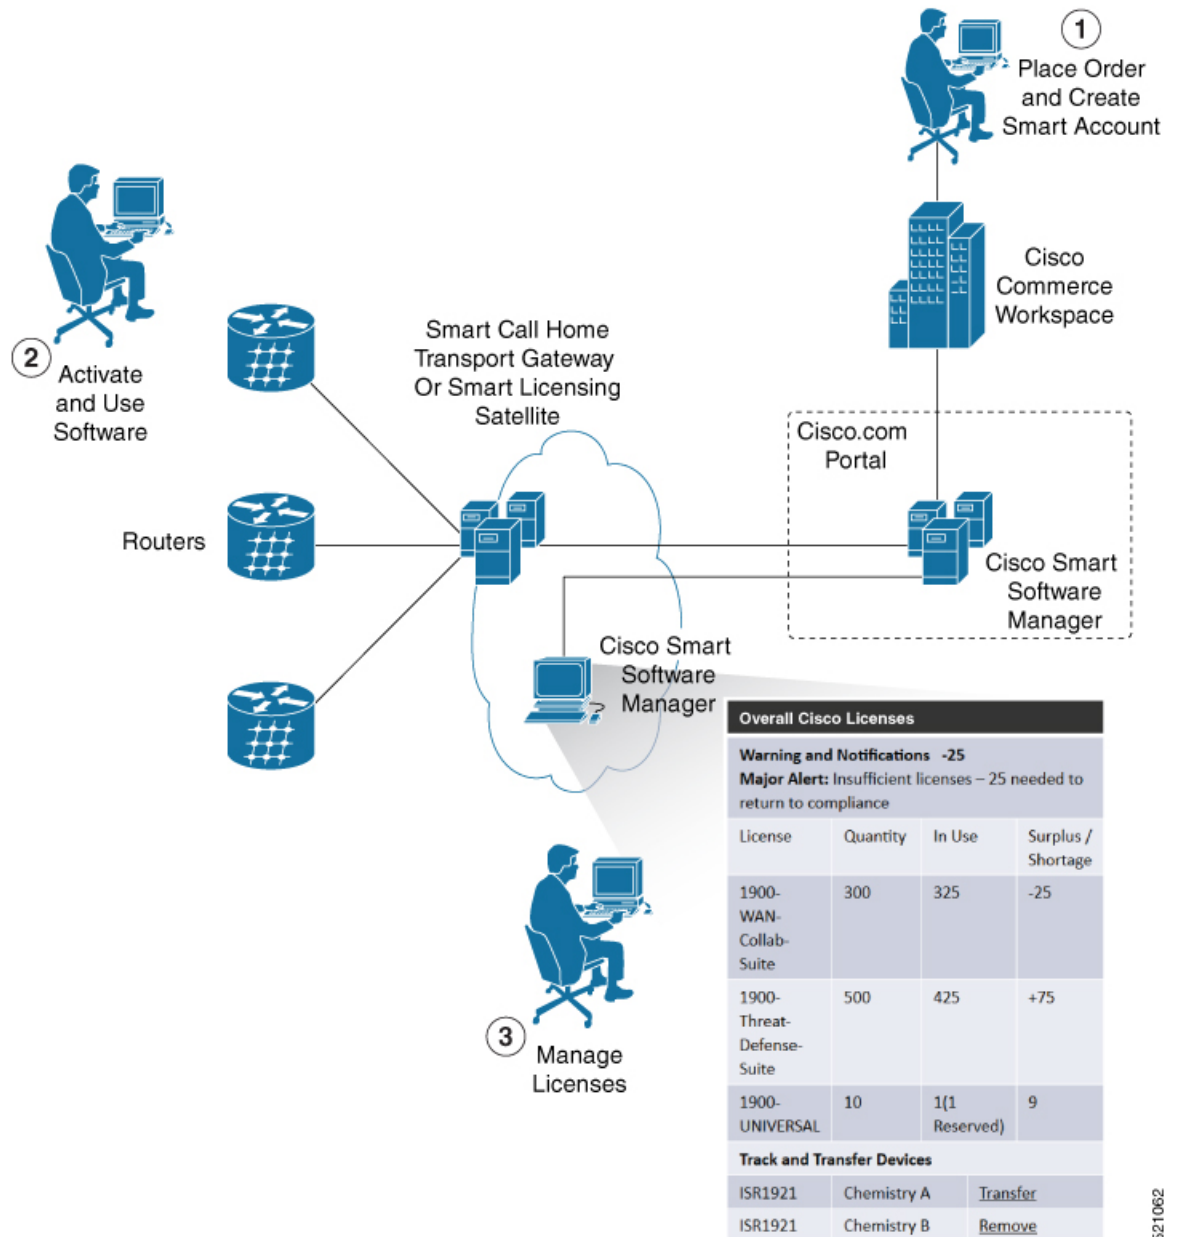 1
Place Order
and Create
Smart Account
Cisco
Commerce
Workspace
2
Activate
and Use
Software
Smart Call Home
Transport Gateway
Or Smart Licensing
Satellite
Cisco.com
Portal
Routers
Cisco Smart
Software
Manager
Cisco Smart
Software
Manager
3
Manage
Licenses
Overall Cisco Licenses
Warning and Notifications -25
Major Alert: Insufficient licenses – 25 needed to
return to compliance
License Quantity In Use Surplus /
Shortage
1900- 300 325 -25
WAN-
Collab-
Suite
1900- 500 425 +75
Threat-
Defense-
Suite
1900- 10 1(1 9
UNIVERSAL Reserved)
Track and Transfer Devices
ISR1921 Chemistry A Transfer
ISR1921 Chemistry B Remove
521062